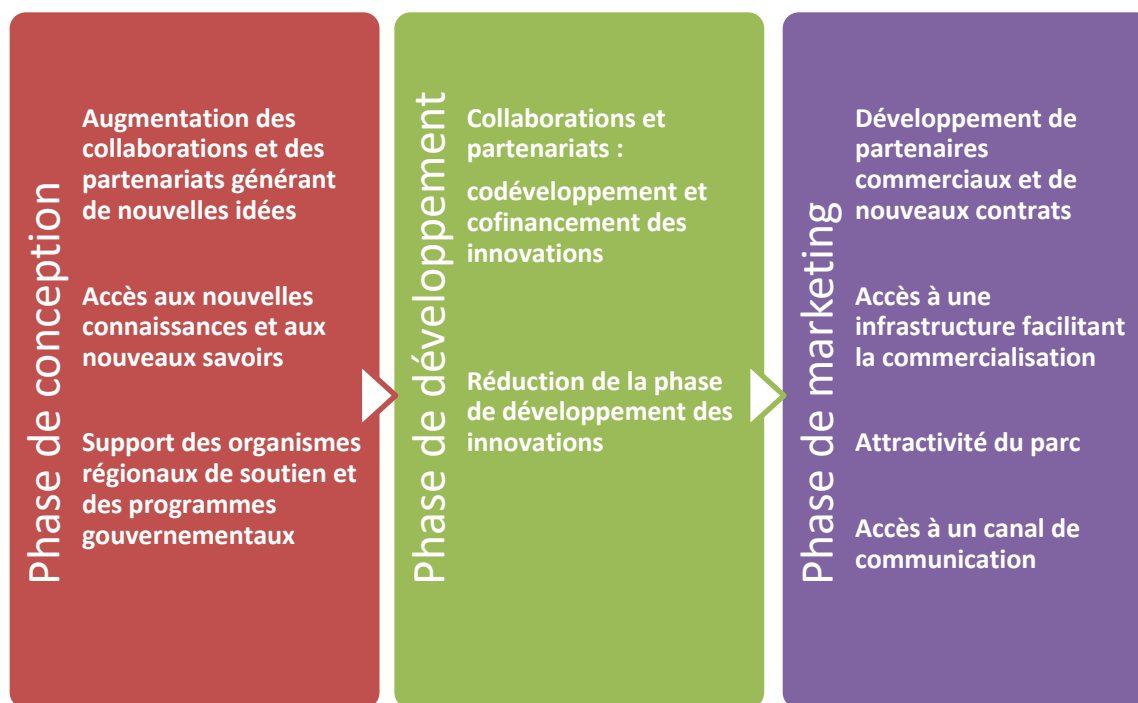 Phase de conception
Augmentation des
collaborations et des
partenariats générant
de nouvelles idées
Accès aux nouvelles
connaissances et aux
nouveaux savoirs
Support des organismes
régionaux de soutien et
des programmes
gouvernementaux
Phase de développement
Collaborations et
partenariats :
codéveloppement et
cofinancement des
innovations
Réduction de la phase
de développement des
innovations
Phase de marketing
Développement de
partenaires
commerciaux et de
nouveaux contrats
Accès à une
infrastructure facilitant
la commercialisation
Attractivité du parc
Accès à un canal de
communication